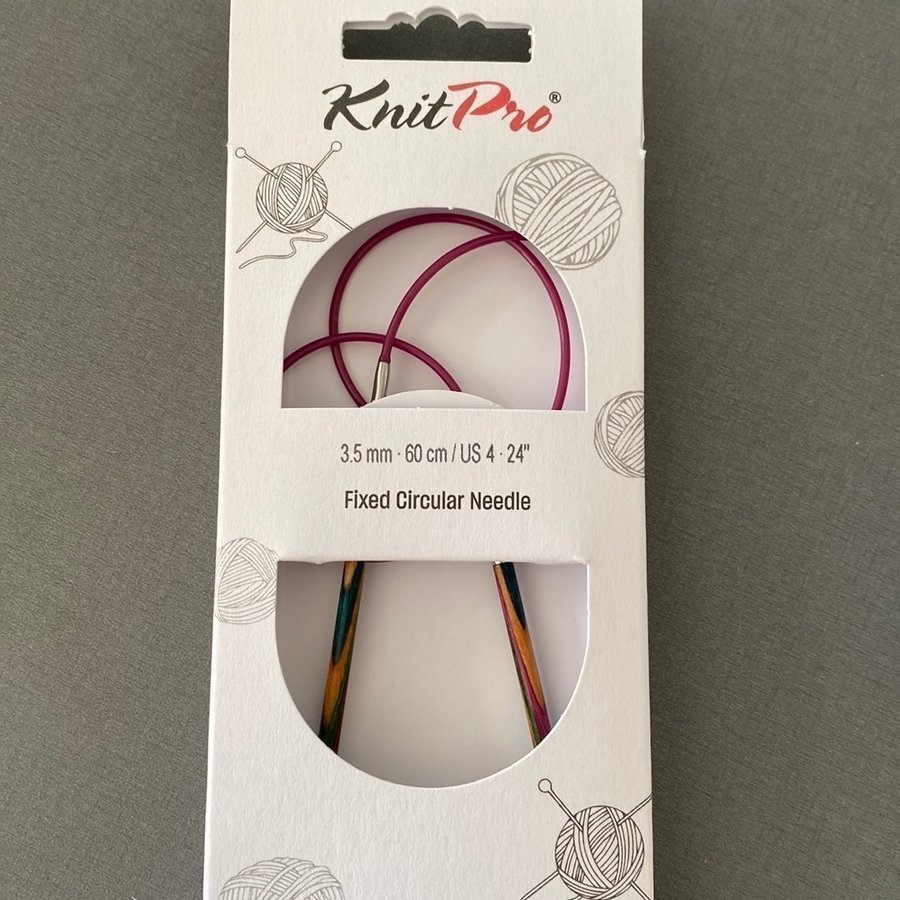 KnitPro®
3.5 mm · 60 cm / US 4 · 24"
Fixed Circular Needle